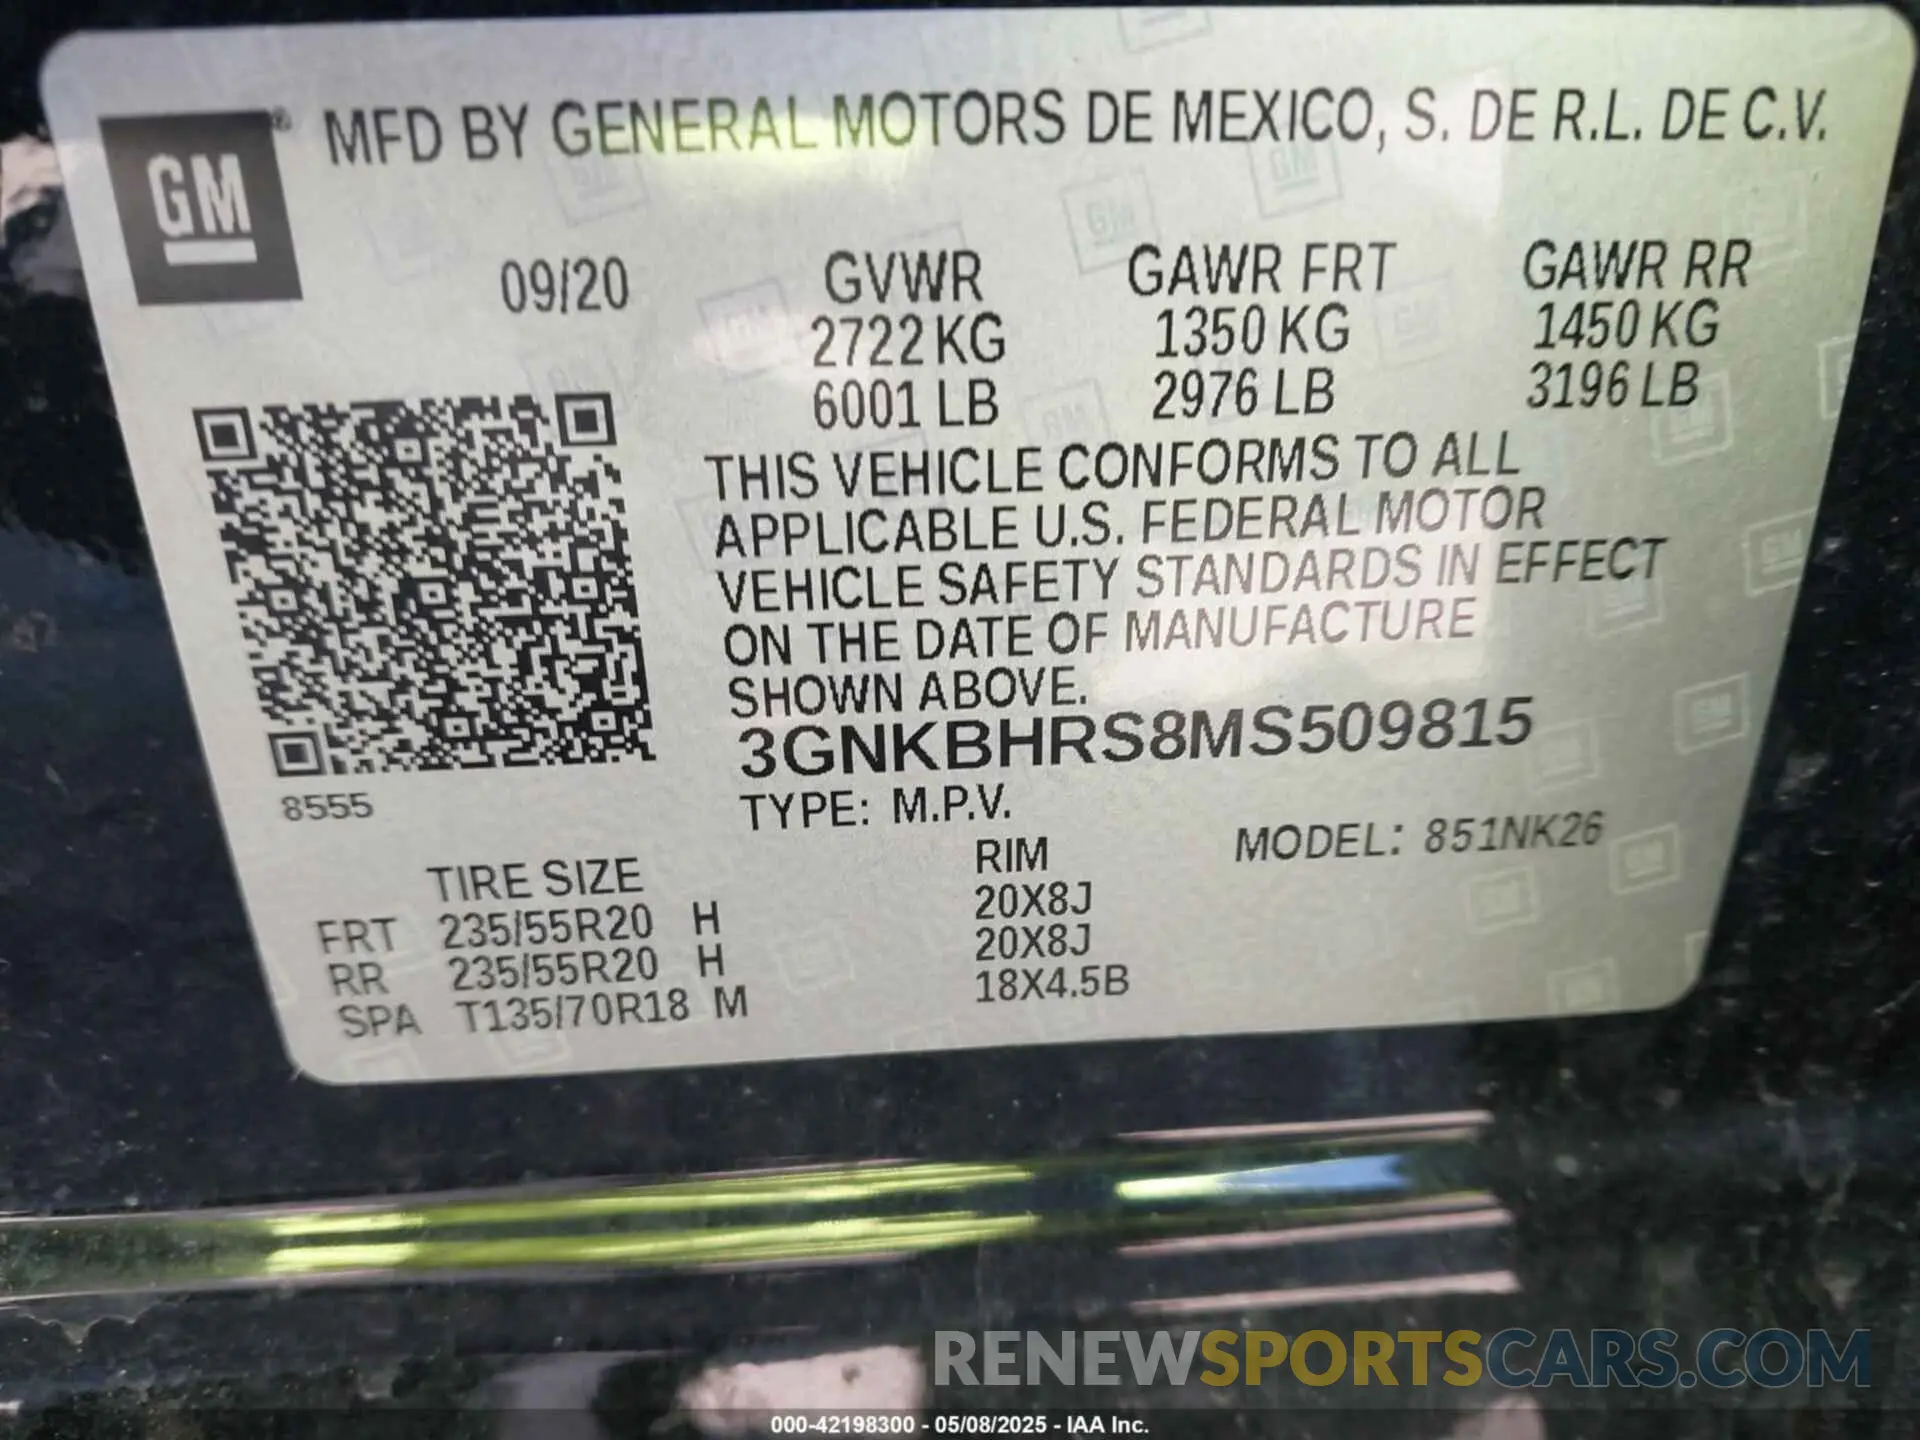 GM ® MFD BY GENERAL MOTORS DE MEXICO, S. DE R.L. DE C.V.
09/20 GVWR GAWR FRT GAWR RR
2722 KG 1350 KG 1450 KG
6001 LB 2976 LB 3196 LB
THIS VEHICLE CONFORMS TO ALL
APPLICABLE U.S. FEDERAL MOTOR
VEHICLE SAFETY STANDARDS IN EFFECT
ON THE DATE OF MANUFACTURE
SHOWN ABOVE.
3GNKBHRS8MS509815
8555
TYPE: M.P.V.
MODEL: 851NK26
TIRE SIZE RIM
FRT 235/55R20 H 20X8J
RR 235/55R20 H 20X8J
SPA T135/70R18 M 18X4.5B
RENEWSPORTSCARS.COM
000-42198300 - 05/08/2025 - IAA Inc.